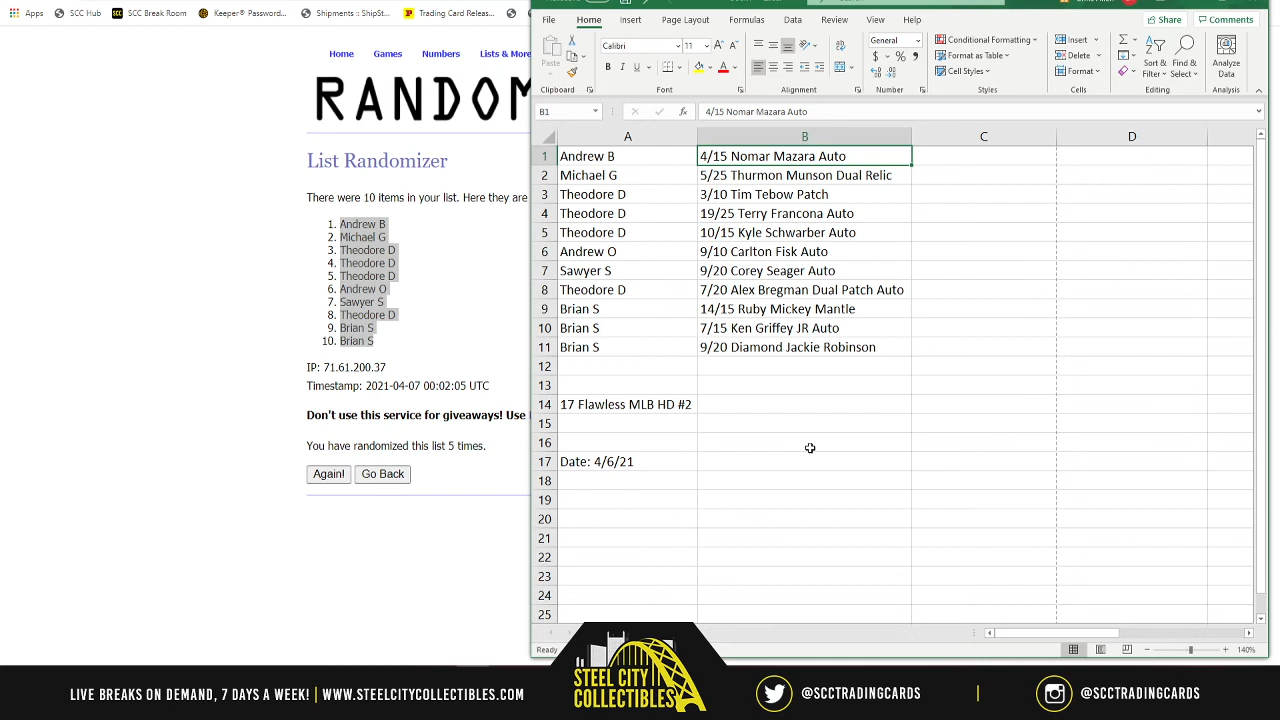 Apps SCC Hub SCC Break Room Keeper® Password... Shipments :: ShipSt... Trading Card Releas...
Home Games Numbers Lists & More
RANDOM
List Randomizer
There were 10 items in your list. Here they are
1. Andrew B
2. Michael G
3. Theodore D
4. Theodore D
5. Theodore D
6. Andrew O
7. Sawyer S
8. Theodore D
9. Brian S
10. Brian S
IP: 71.61.200.37
Timestamp: 2021-04-07 00:02:05 UTC
Don't use this service for giveaways! Use
You have randomized this list 5 times.
Again! Go Back
File Home Insert Page Layout Formulas Data Review View Help Share Comments
Paste Calibri 11 General Conditional Formatting Insert
B I U $ % Format as Table Delete Sort & Filter Find & Select Analyze Data
Cell Styles Format
Clipboard Font Alignment Number Styles Cells Editing Analysis
B1 fx 4/15 Nomar Mazara Auto
A B C D
1 Andrew B 4/15 Nomar Mazara Auto
2 Michael G 5/25 Thurmon Munson Dual Relic
3 Theodore D 3/10 Tim Tebow Patch
4 Theodore D 19/25 Terry Francona Auto
5 Theodore D 10/15 Kyle Schwarber Auto
6 Andrew O 9/10 Carlton Fisk Auto
7 Sawyer S 9/20 Corey Seager Auto
8 Theodore D 7/20 Alex Bregman Dual Patch Auto
9 Brian S 14/15 Ruby Mickey Mantle
10 Brian S 7/15 Ken Griffey JR Auto
11 Brian S 9/20 Diamond Jackie Robinson
12
13
14 17 Flawless MLB HD #2
15
16
17 Date: 4/6/21
18
19
20
21
22
23
24
25
Ready 140%
STEEL CITY
COLLECTIBLES
LIVE BREAKS ON DEMAND, 7 DAYS A WEEK! | WWW.STEELCITYCOLLECTIBLES.COM @SCCTRADINGCARDS | @SCCTRADINGCARDS